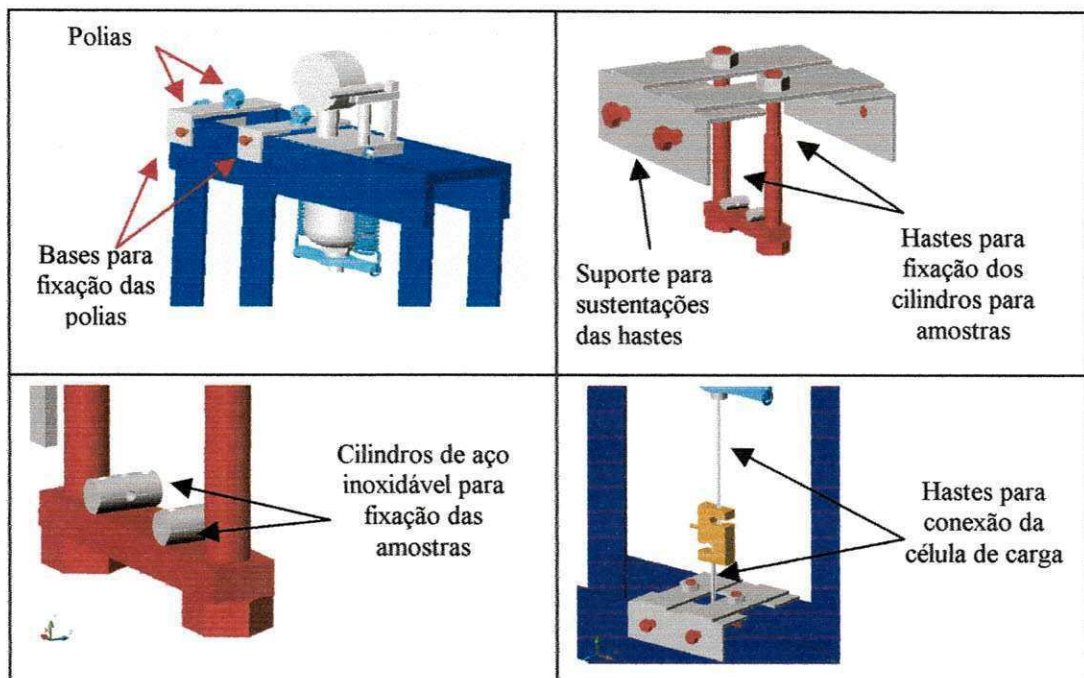 Polias
Bases para
fixação das
polias
Suporte para
sustentações
das hastes
Hastes para
fixação dos
cilindros para
amostras
Cilindros de aço
inoxidável para
fixação das
amostras
Hastes para
conexão da
célula de carga